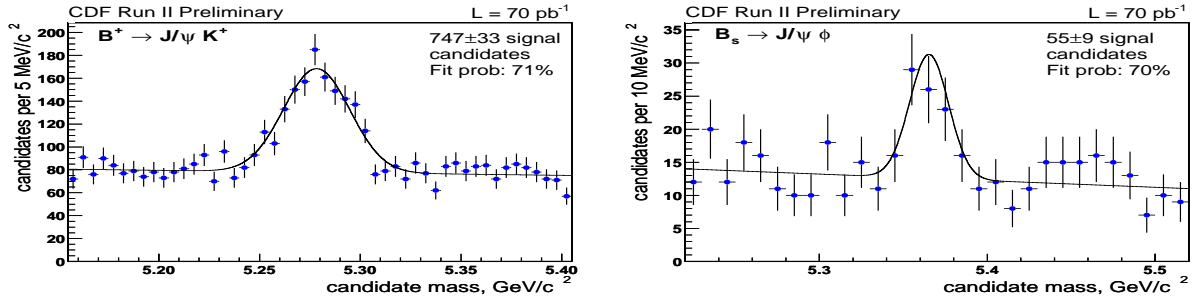 CDF Run II Preliminary L = 70 pb⁻¹
B⁺ → J/ψ K⁺
747±33 signal
candidates
Fit prob: 71%
candidates per 5 MeV/c ²
200
180
160
140
120
100
80
60
40
20
0
5.20 5.25 5.30 5.35 5.40
candidate mass, GeV/c ²
CDF Run II Preliminary L = 70 pb⁻¹
Bₛ → J/ψ ϕ
55±9 signal
candidates
Fit prob: 70%
candidates per 10 MeV/c ²
35
30
25
20
15
10
5
0
5.3 5.4 5.5
candidate mass, GeV/c ²